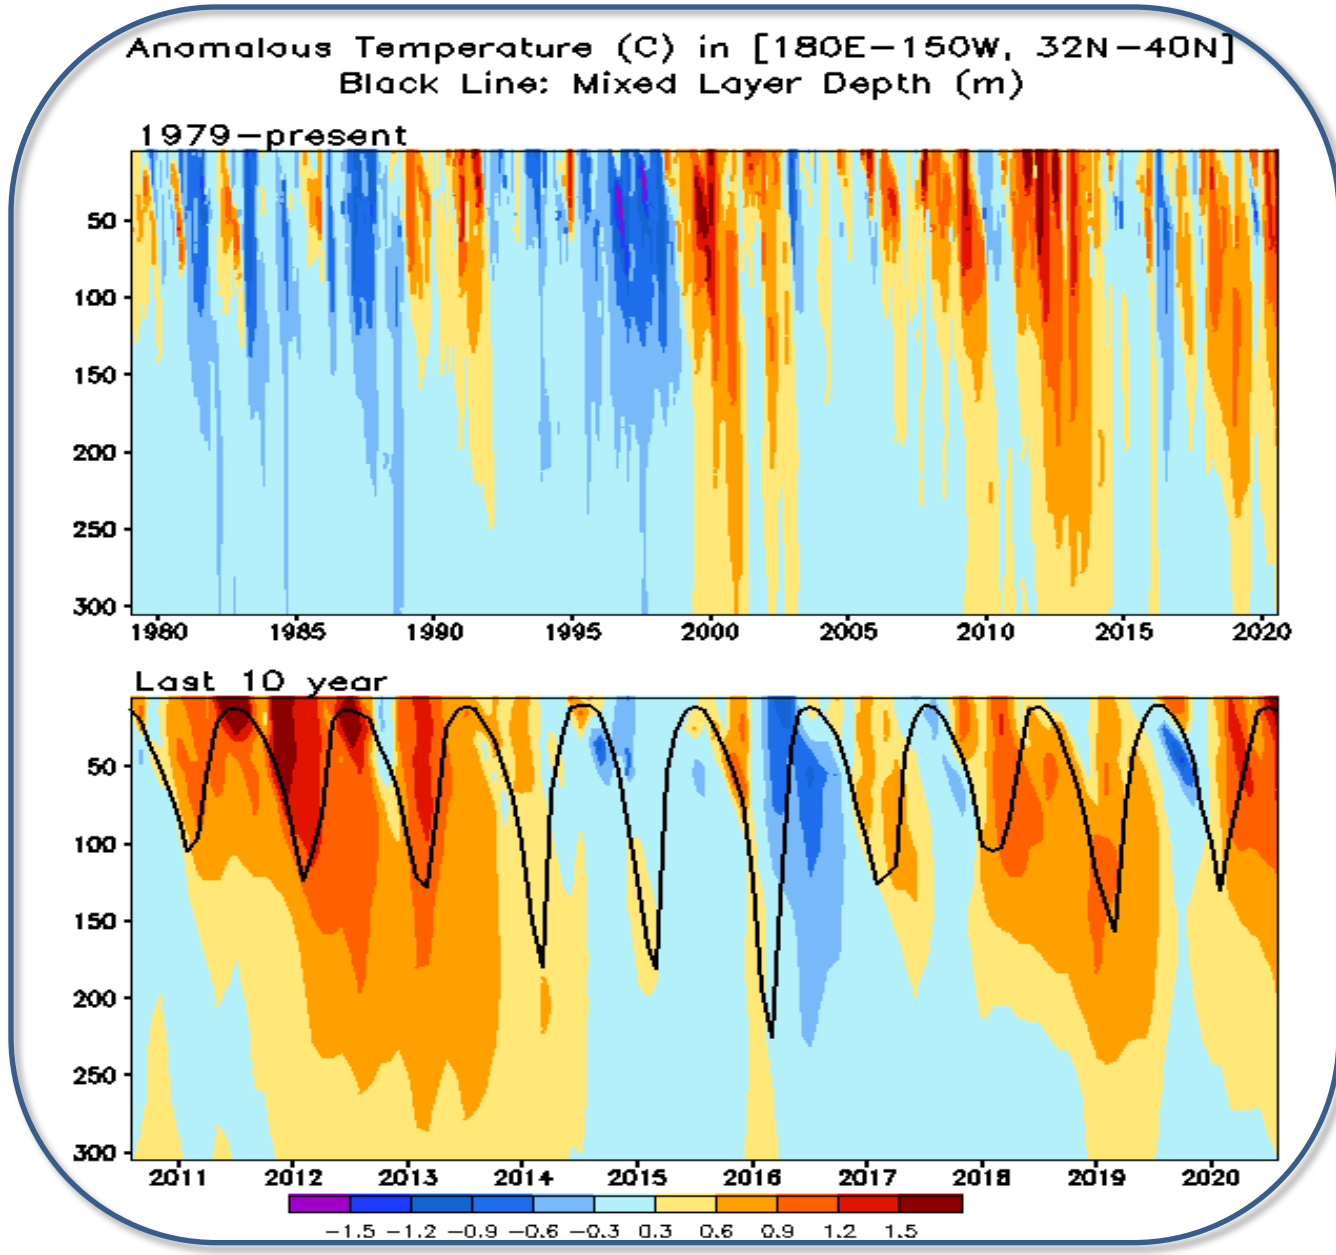 Anomalous Temperature (C) in [180E-150W, 32N-40N]
Black Line: Mixed Layer Depth (m)
1979-present
50
100
150
200
250
300
1980 1985 1990 1995 2000 2005 2010 2015 2020
Last 10 year
50
100
150
200
250
300
2011 2012 2013 2014 2015 2016 2017 2018 2019 2020
-1.5 -1.2 -0.9 -0.6 -0.3 0.3 0.6 0.9 1.2 1.5